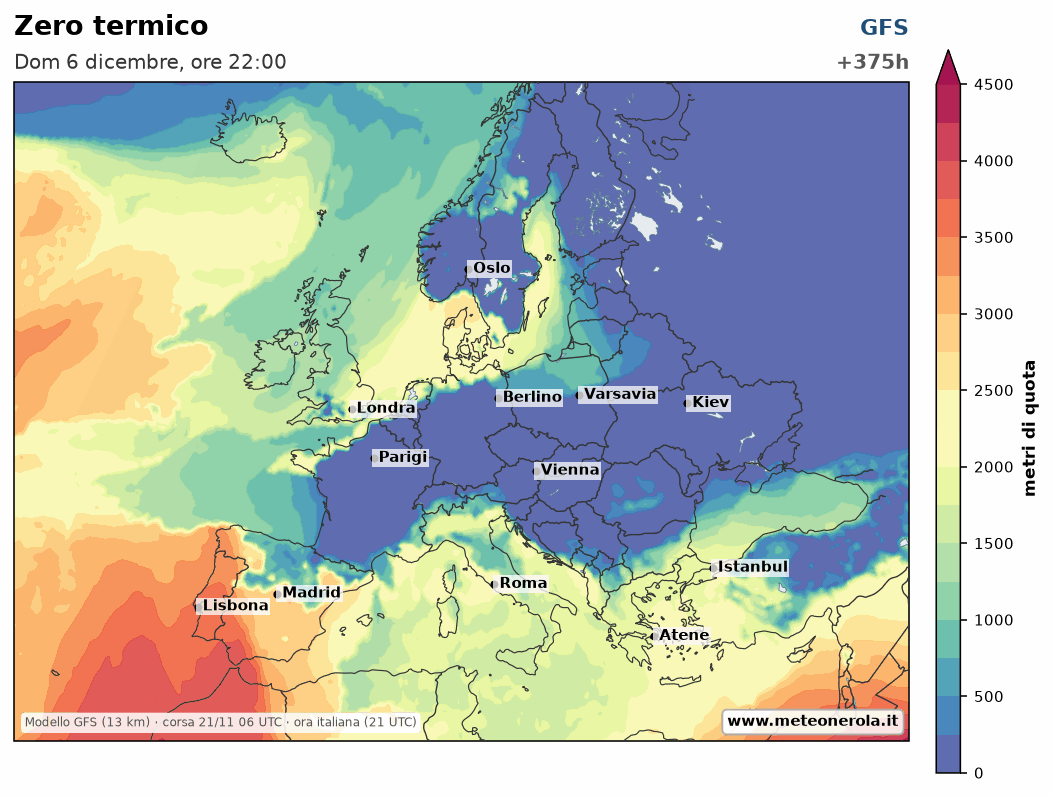 Zero termico
GFS
Dom 6 dicembre, ore 22:00
+375h
4500
4000
3500
3000
2500
2000
1500
1000
500
0
metri di quota
Oslo
Londra
Berlino
Varsavia
Kiev
Parigi
Vienna
Istanbul
Roma
Madrid
Lisbona
Atene
Modello GFS (13 km) · corsa 21/11 06 UTC · ora italiana (21 UTC)
www.meteonerola.it